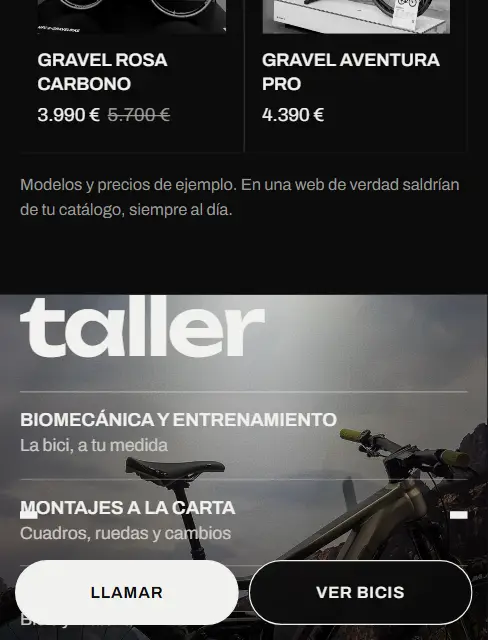 GRAVEL ROSA
CARBONO
3.990 € 5.700 €
GRAVEL AVENTURA
PRO
4.390 €
Modelos y precios de ejemplo. En una web de verdad saldrían
de tu catálogo, siempre al día.
taller
BIOMECÁNICA Y ENTRENAMIENTO
La bici, a tu medida
MONTAJES A LA CARTA
Cuadros, ruedas y cambios
LLAMAR
VER BICIS